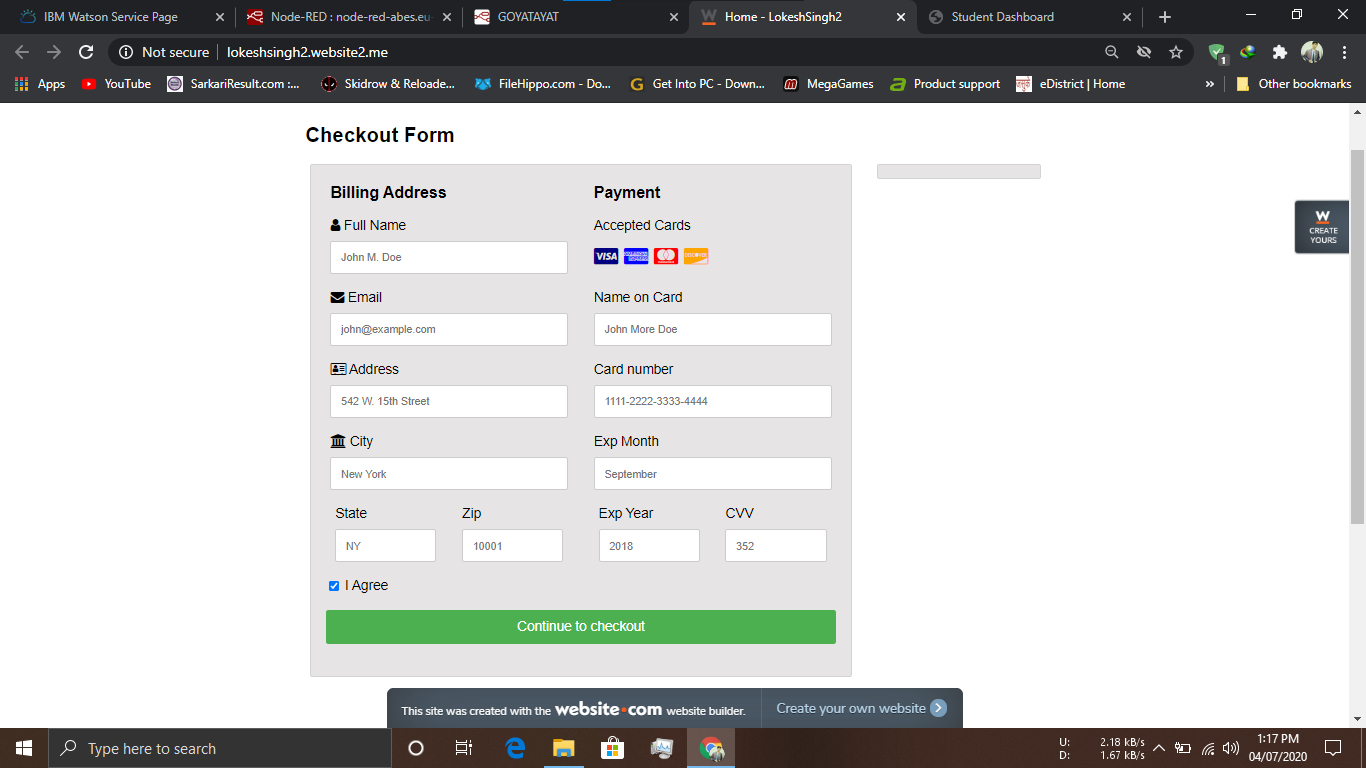 IBM Watson Service Page
Node-RED : node-red-abes.eu-
GOYATAYAT
Home - LokeshSingh2
Student Dashboard
Not secure
lokeshsingh2.website2.me
1
Apps
YouTube
SarkariResult.com :...
Skidrow & Reloade...
FileHippo.com - Do...
Get Into PC - Down...
MegaGames
Product support
eDistrict | Home
»
Other bookmarks
Checkout Form
Billing Address
Payment
Full Name
Accepted Cards
John M. Doe
VISA
AMERICAN EXPRESS
DISCOVER
Email
Name on Card
john@example.com
John More Doe
Address
Card number
542 W. 15th Street
1111-2222-3333-4444
City
Exp Month
New York
September
State
Zip
Exp Year
CVV
NY
10001
2018
352
I Agree
Continue to checkout
W
CREATE
YOURS
This site was created with the website.com website builder.
Create your own website
Type here to search
U: 2.18 kB/s
D: 1.67 kB/s
1:17 PM
04/07/2020